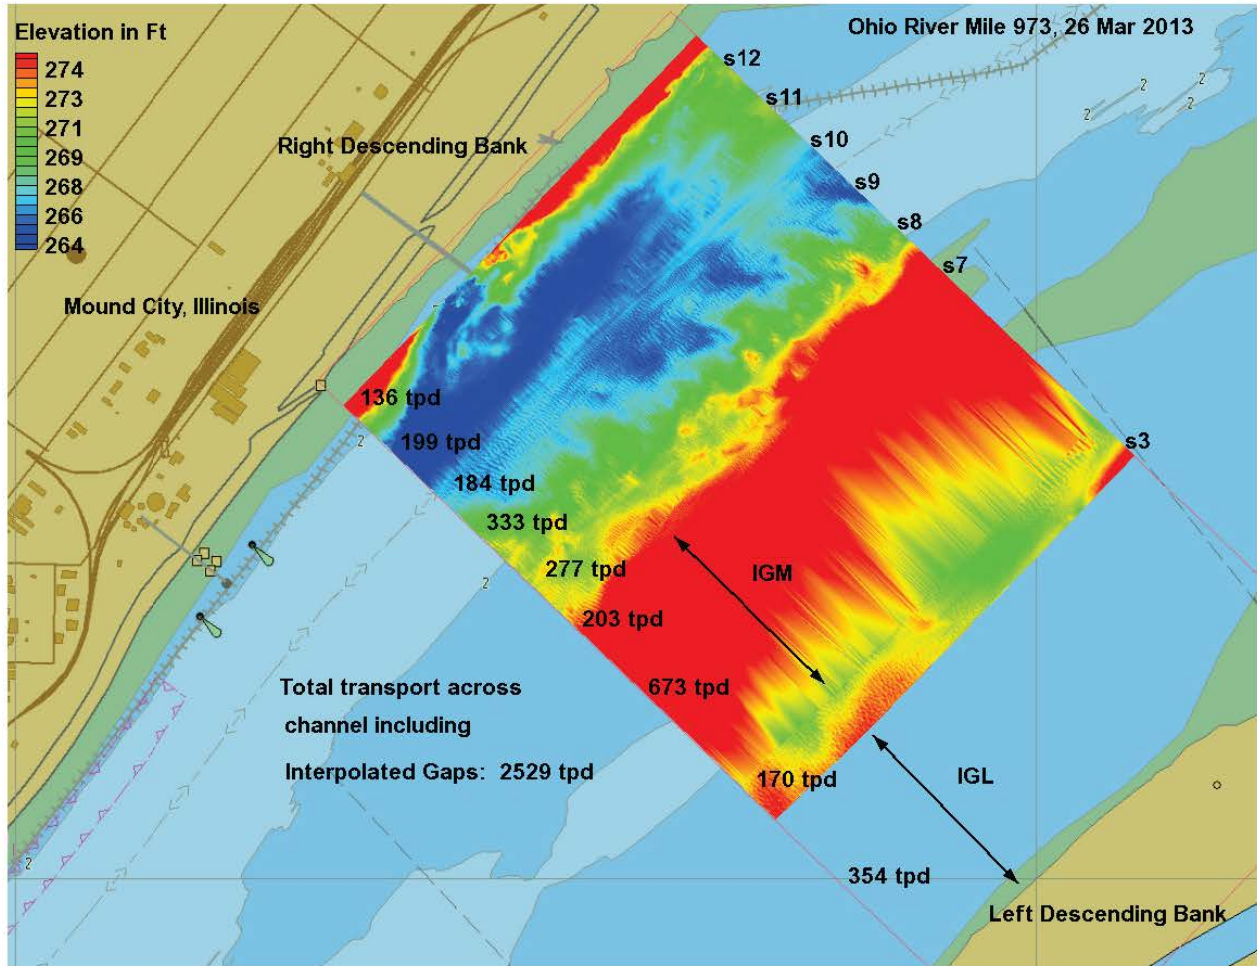 Elevation in Ft
274
273
271
269
268
266
264
Ohio River Mile 973, 26 Mar 2013
s12
s11
s10
s9
s8
s7
s3
2
2
2
2
Right Descending Bank
Mound City, Illinois
136 tpd
199 tpd
184 tpd
333 tpd
277 tpd
203 tpd
673 tpd
170 tpd
354 tpd
2
2
2
IGM
IGL
Total transport across
channel including
Interpolated Gaps: 2529 tpd
Left Descending Bank